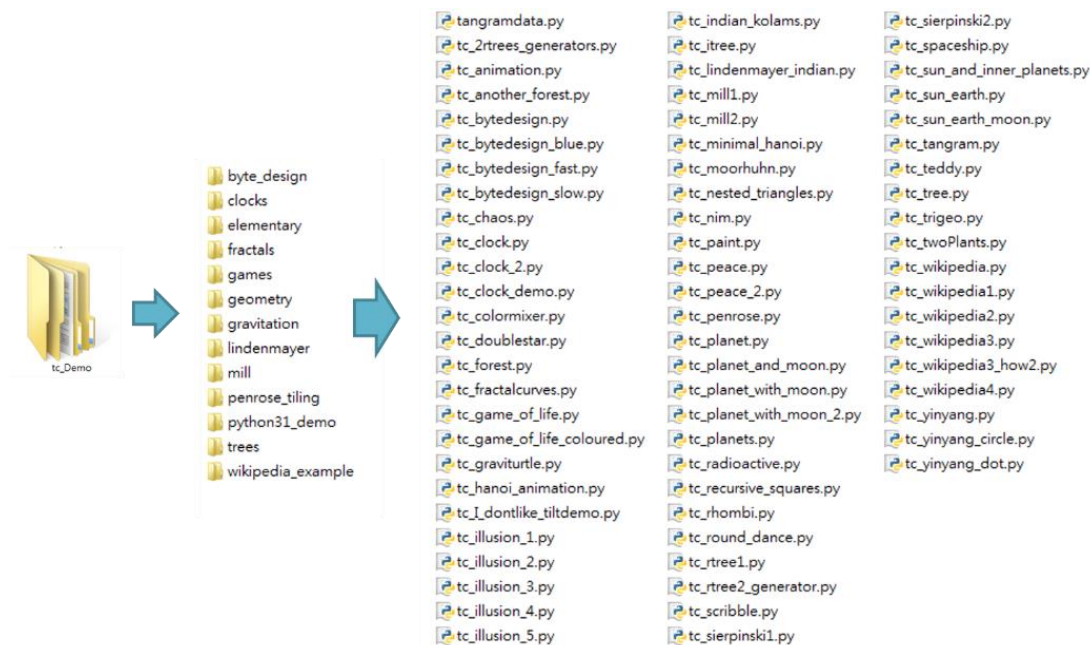 tc_Demo
byte_design
clocks
elementary
fractals
games
geometry
gravitation
lindenmayer
mill
penrose_tiling
python31_demo
trees
wikipedia_example
tangramdata.py
tc_2rtrees_generators.py
tc_animation.py
tc_another_forest.py
tc_bytedesign.py
tc_bytedesign_blue.py
tc_bytedesign_fast.py
tc_bytedesign_slow.py
tc_chaos.py
tc_clock.py
tc_clock_2.py
tc_clock_demo.py
tc_colormixer.py
tc_doublestar.py
tc_forest.py
tc_fractalcurves.py
tc_game_of_life.py
tc_game_of_life_coloured.py
tc_graviturtle.py
tc_hanoi_animation.py
tc_I_dontlike_tiltdemo.py
tc_illusion_1.py
tc_illusion_2.py
tc_illusion_3.py
tc_illusion_4.py
tc_illusion_5.py
tc_indian_kolams.py
tc_itree.py
tc_lindenmayer_indian.py
tc_mill1.py
tc_mill2.py
tc_minimal_hanoi.py
tc_moorhuhn.py
tc_nested_triangles.py
tc_nim.py
tc_paint.py
tc_peace.py
tc_peace_2.py
tc_penrose.py
tc_planet.py
tc_planet_and_moon.py
tc_planet_with_moon.py
tc_planet_with_moon_2.py
tc_planets.py
tc_radioactive.py
tc_recursive_squares.py
tc_rhombi.py
tc_round_dance.py
tc_rtree1.py
tc_rtree2_generator.py
tc_scribble.py
tc_sierpinski1.py
tc_sierpinski2.py
tc_spaceship.py
tc_sun_and_inner_planets.py
tc_sun_earth.py
tc_sun_earth_moon.py
tc_tangram.py
tc_teddy.py
tc_tree.py
tc_trigeo.py
tc_twoPlants.py
tc_wikipedia.py
tc_wikipedia1.py
tc_wikipedia2.py
tc_wikipedia3.py
tc_wikipedia3_how2.py
tc_wikipedia4.py
tc_yinyang.py
tc_yinyang_circle.py
tc_yinyang_dot.py